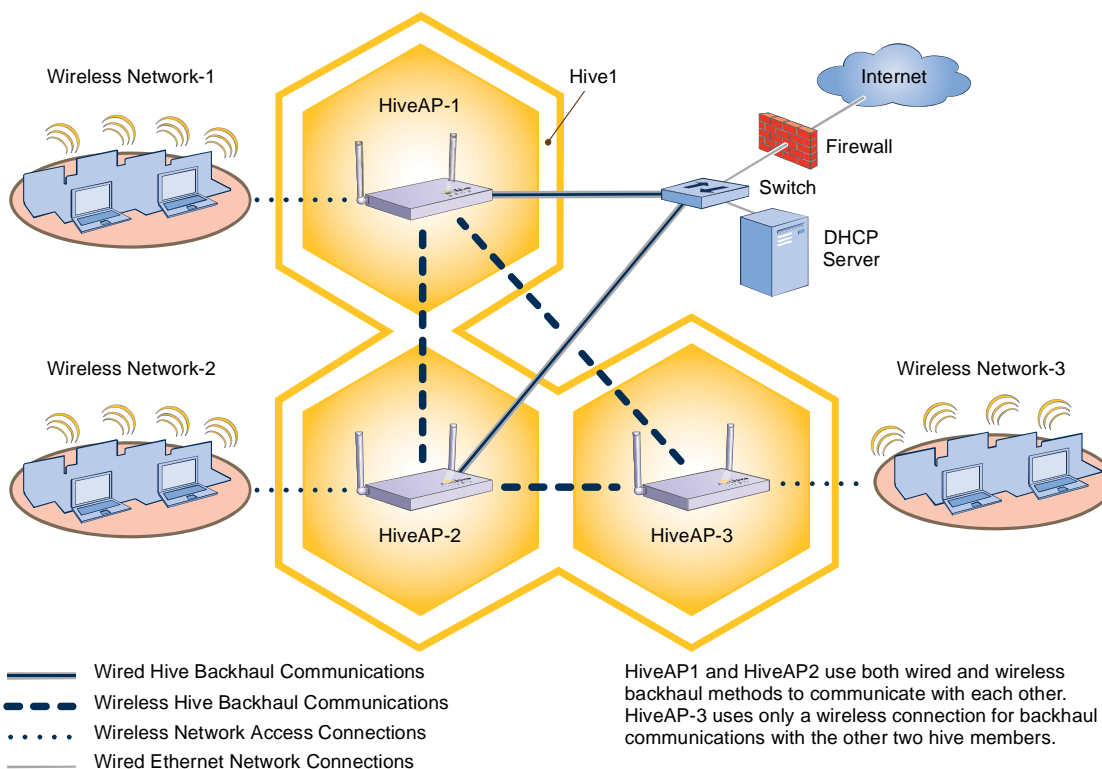 Wireless Network-1
HiveAP-1
Hive1
Internet
Firewall
Switch
DHCP
Server
Wireless Network-2
Wireless Network-3
HiveAP-2
HiveAP-3
Wired Hive Backhaul Communications
Wireless Hive Backhaul Communications
Wireless Network Access Connections
Wired Ethernet Network Connections
HiveAP1 and HiveAP2 use both wired and wireless
backhaul methods to communicate with each other.
HiveAP-3 uses only a wireless connection for backhaul
communications with the other two hive members.